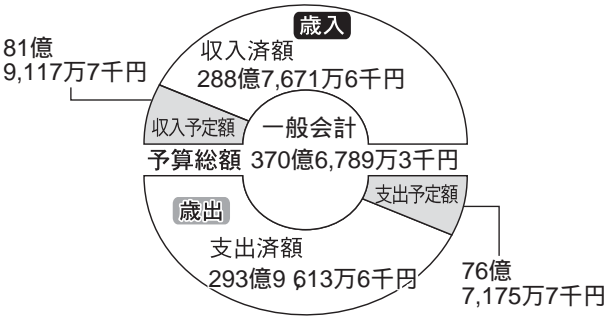 歳入
81億
9,117万7千円
収入済額
288億7,671万6千円
収入予定額
一般会計
予算総額 370億6,789万3千円
支出予定額
歳出
支出済額
293億9,613万6千円
76億
7,175万7千円